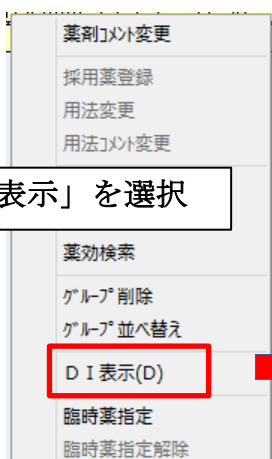 薬剤ｺﾒﾝﾄ変更
採用薬登録
用法変更
用法ｺﾒﾝﾄ変更
表示」を選択
薬効検索
ｸﾞﾙｰﾌﾟ削除
ｸﾞﾙｰﾌﾟ並べ替え
ＤＩ表示(D)
臨時薬指定
臨時薬指定解除